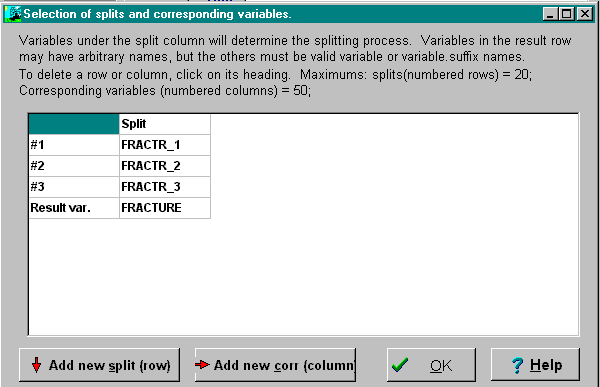 Selection of splits and corresponding variables.
Variables under the split column will determine the splitting process. Variables in the result row
may have arbitrary names, but the others must be valid variable or variable.suffix names.
To delete a row or column, click on its heading. Maximums: splits(numbered rows) = 20;
Corresponding variables (numbered columns) = 50;
Split
#1 FRACTR_1
#2 FRACTR_2
#3 FRACTR_3
Result var. FRACTURE
Add new split (row) Add new corr (column) OK ? Help